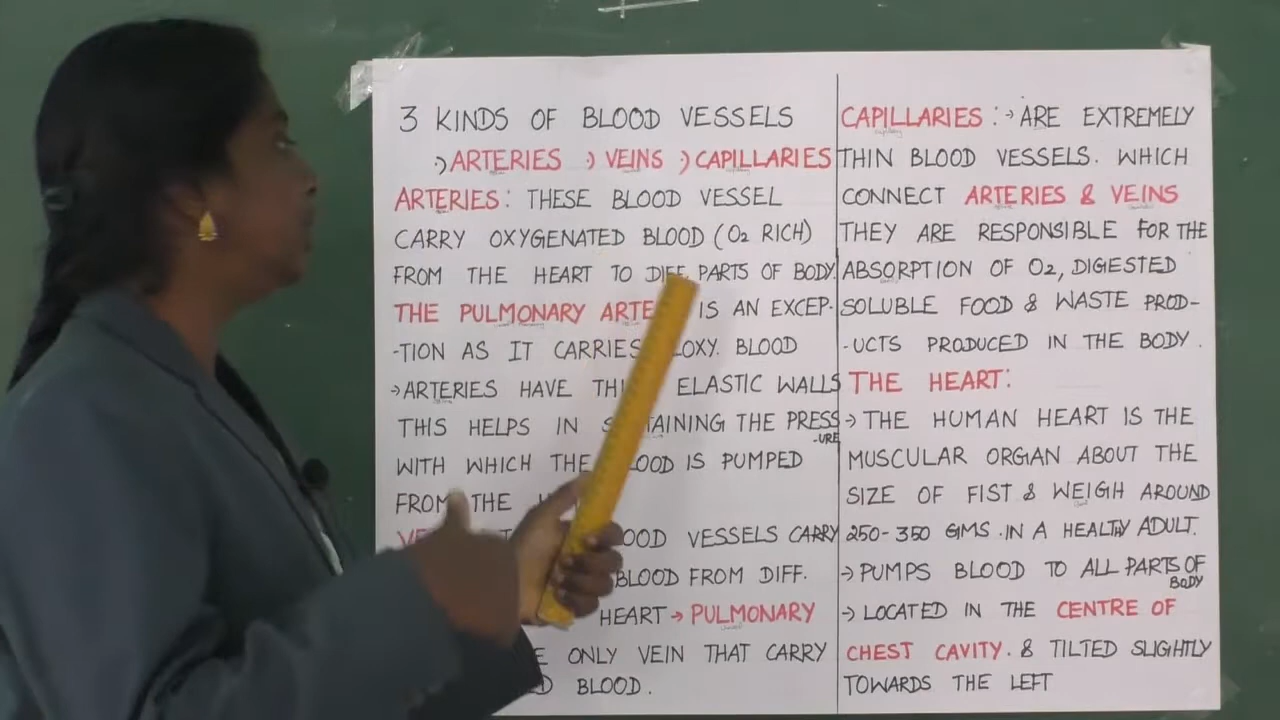 3 KINDS OF BLOOD VESSELS
·) ARTERIES ·) VEINS ·) CAPILLARIES
ARTERIES: THESE BLOOD VESSEL
CARRY OXYGENATED BLOOD (O2 RICH)
FROM THE HEART TO DIFF PARTS OF BODY.
THE PULMONARY ARTE IS AN EXCEP-
-TION AS IT CARRIES OXY. BLOOD
→ARTERIES HAVE ELASTIC WALLS
THIS HELPS IN THE PRESS
-URE
WITH WHICH THE OOD IS PUMPED
FROM THE
OOD VESSELS CARRY
BLOOD FROM DIFF.
HEART → PULMONARY
ONLY VEIN THAT CARRY
BLOOD.
CAPILLARIES :→ ARE EXTREMELY
THIN BLOOD VESSELS. WHICH
CONNECT ARTERIES & VEINS
THEY ARE RESPONSIBLE FOR THE
ABSORPTION OF O2, DIGESTED
SOLUBLE FOOD & WASTE PROD-
-UCTS PRODUCED IN THE BODY.
THE HEART:
→ THE HUMAN HEART IS THE
MUSCULAR ORGAN ABOUT THE
SIZE OF FIST & WEIGH AROUND
250-350 GMS. IN A HEALTHY ADULT.
→ PUMPS BLOOD TO ALL PARTS OF
BODY
→ LOCATED IN THE CENTRE OF
CHEST CAVITY. & TILTED SLIGHTLY
TOWARDS THE LEFT